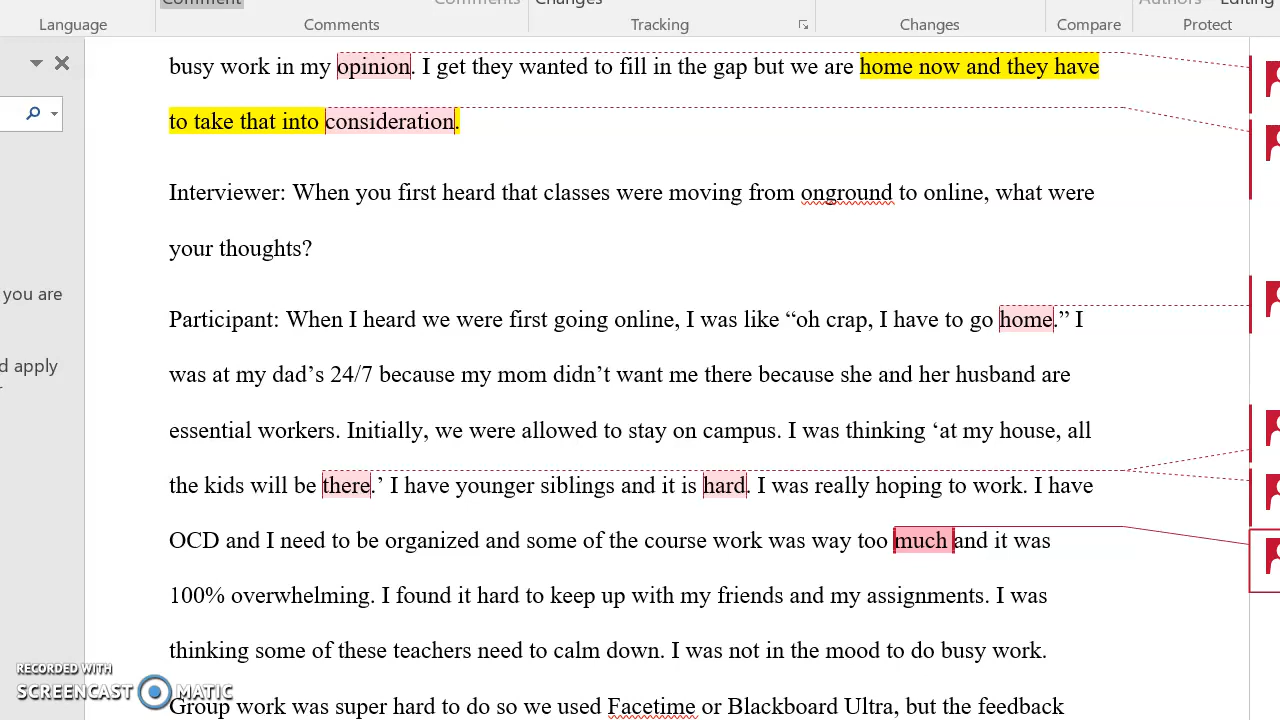 Comment Comments Changes Authors Editing
Language Comments Tracking Changes Compare Protect
busy work in my opinion. I get they wanted to fill in the gap but we are home now and they have
to take that into consideration.
Interviewer: When you first heard that classes were moving from onground to online, what were
your thoughts?
you are
Participant: When I heard we were first going online, I was like “oh crap, I have to go home.” I
d apply
was at my dad’s 24/7 because my mom didn’t want me there because she and her husband are
essential workers. Initially, we were allowed to stay on campus. I was thinking ‘at my house, all
the kids will be there.’ I have younger siblings and it is hard. I was really hoping to work. I have
OCD and I need to be organized and some of the course work was way too much and it was
100% overwhelming. I found it hard to keep up with my friends and my assignments. I was
thinking some of these teachers need to calm down. I was not in the mood to do busy work.
RECORDED WITH
SCREENCAST MATIC
Group work was super hard to do so we used Facetime or Blackboard Ultra, but the feedback